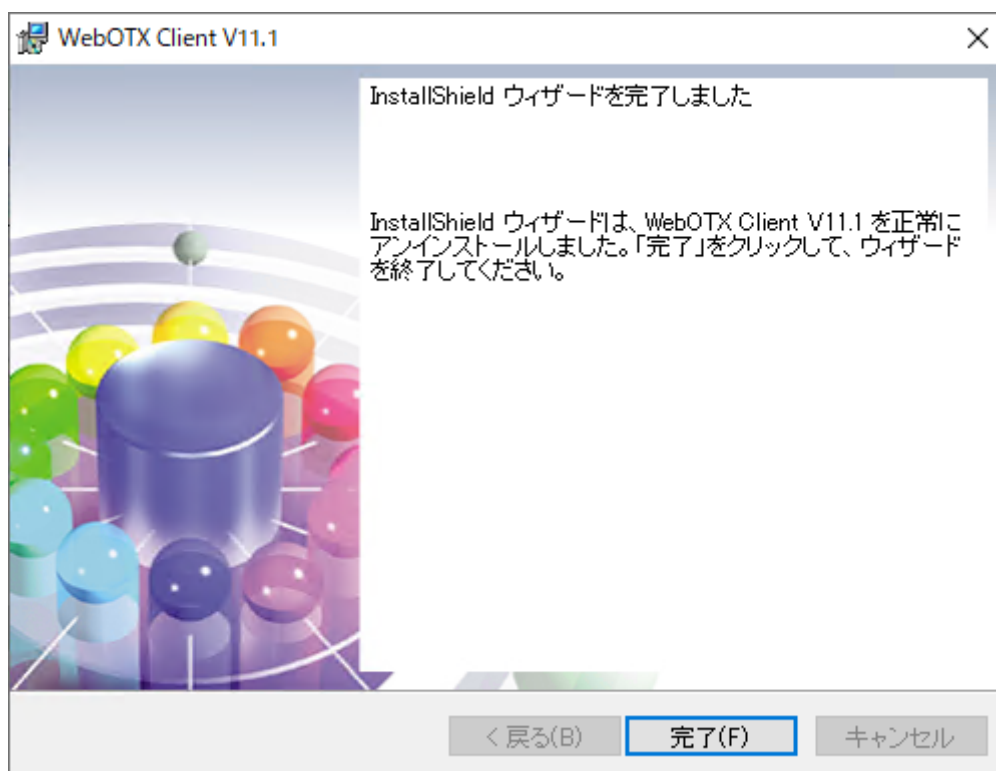 WebOTX Client V11.1
InstallShield ウィザードを完了しました
InstallShield ウィザードは、WebOTX Client V11.1 を正常に
アンインストールしました。「完了」をクリックして、ウィザード
を終了してください。
< 戻る(B)
完了(F)
キャンセル